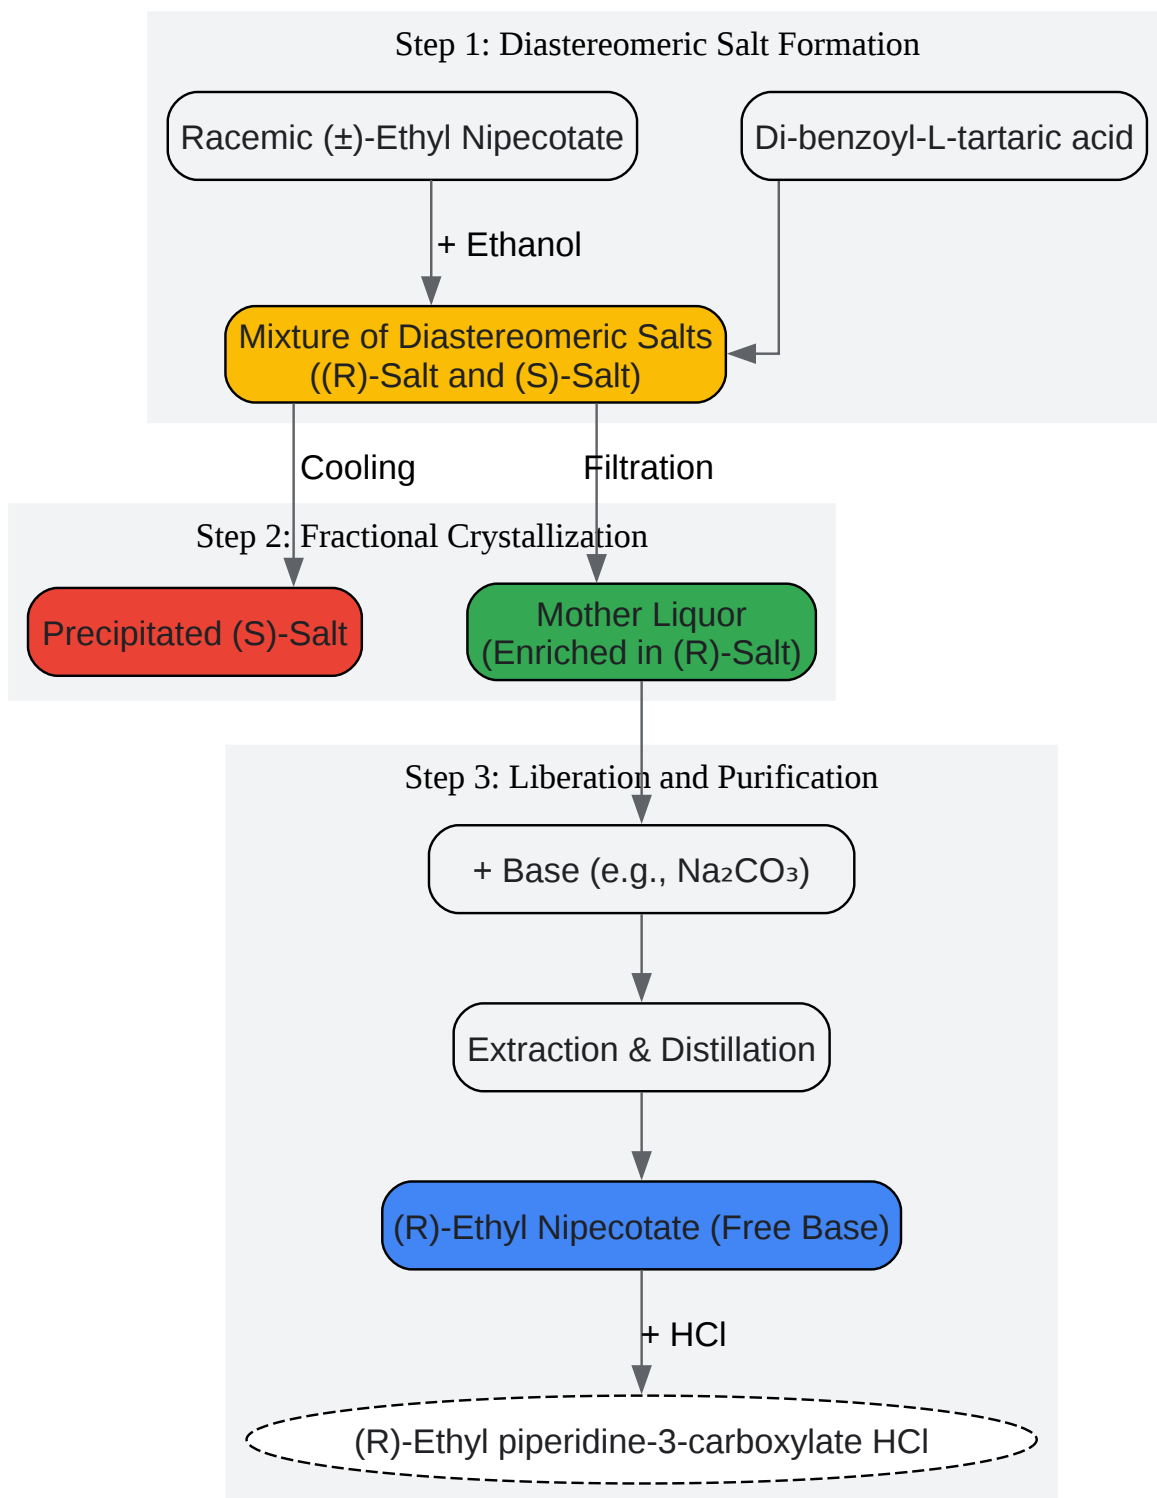 Step 1: Diastereomeric Salt Formation
Racemic (±)-Ethyl Nipecotate
Di-benzoyl-L-tartaric acid
+ Ethanol
Mixture of Diastereomeric Salts
((R)-Salt and (S)-Salt)
Cooling
Filtration
Step 2: Fractional Crystallization
Precipitated (S)-Salt
Mother Liquor
(Enriched in (R)-Salt)
Step 3: Liberation and Purification
+ Base (e.g., Na₂CO₃)
Extraction & Distillation
(R)-Ethyl Nipecotate (Free Base)
+ HCl
(R)-Ethyl piperidine-3-carboxylate HCl